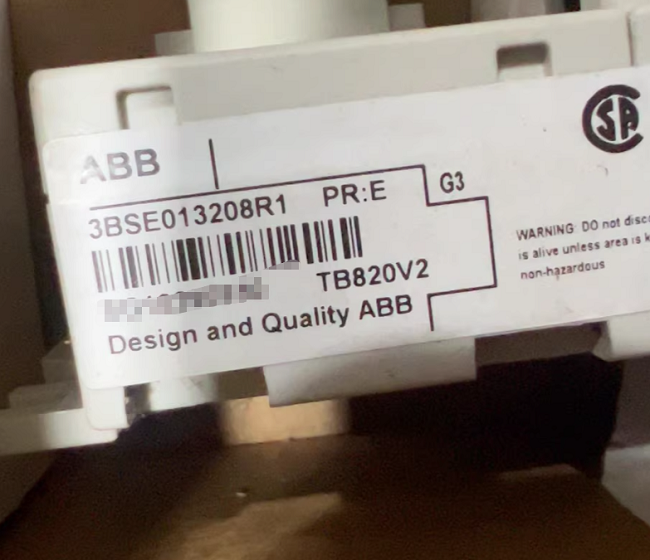 ABB
3BSE013208R1 PR:E G3
TB820V2
Design and Quality ABB
SA
WARNING: DO not disc
is alive unless area is k
non-hazardous